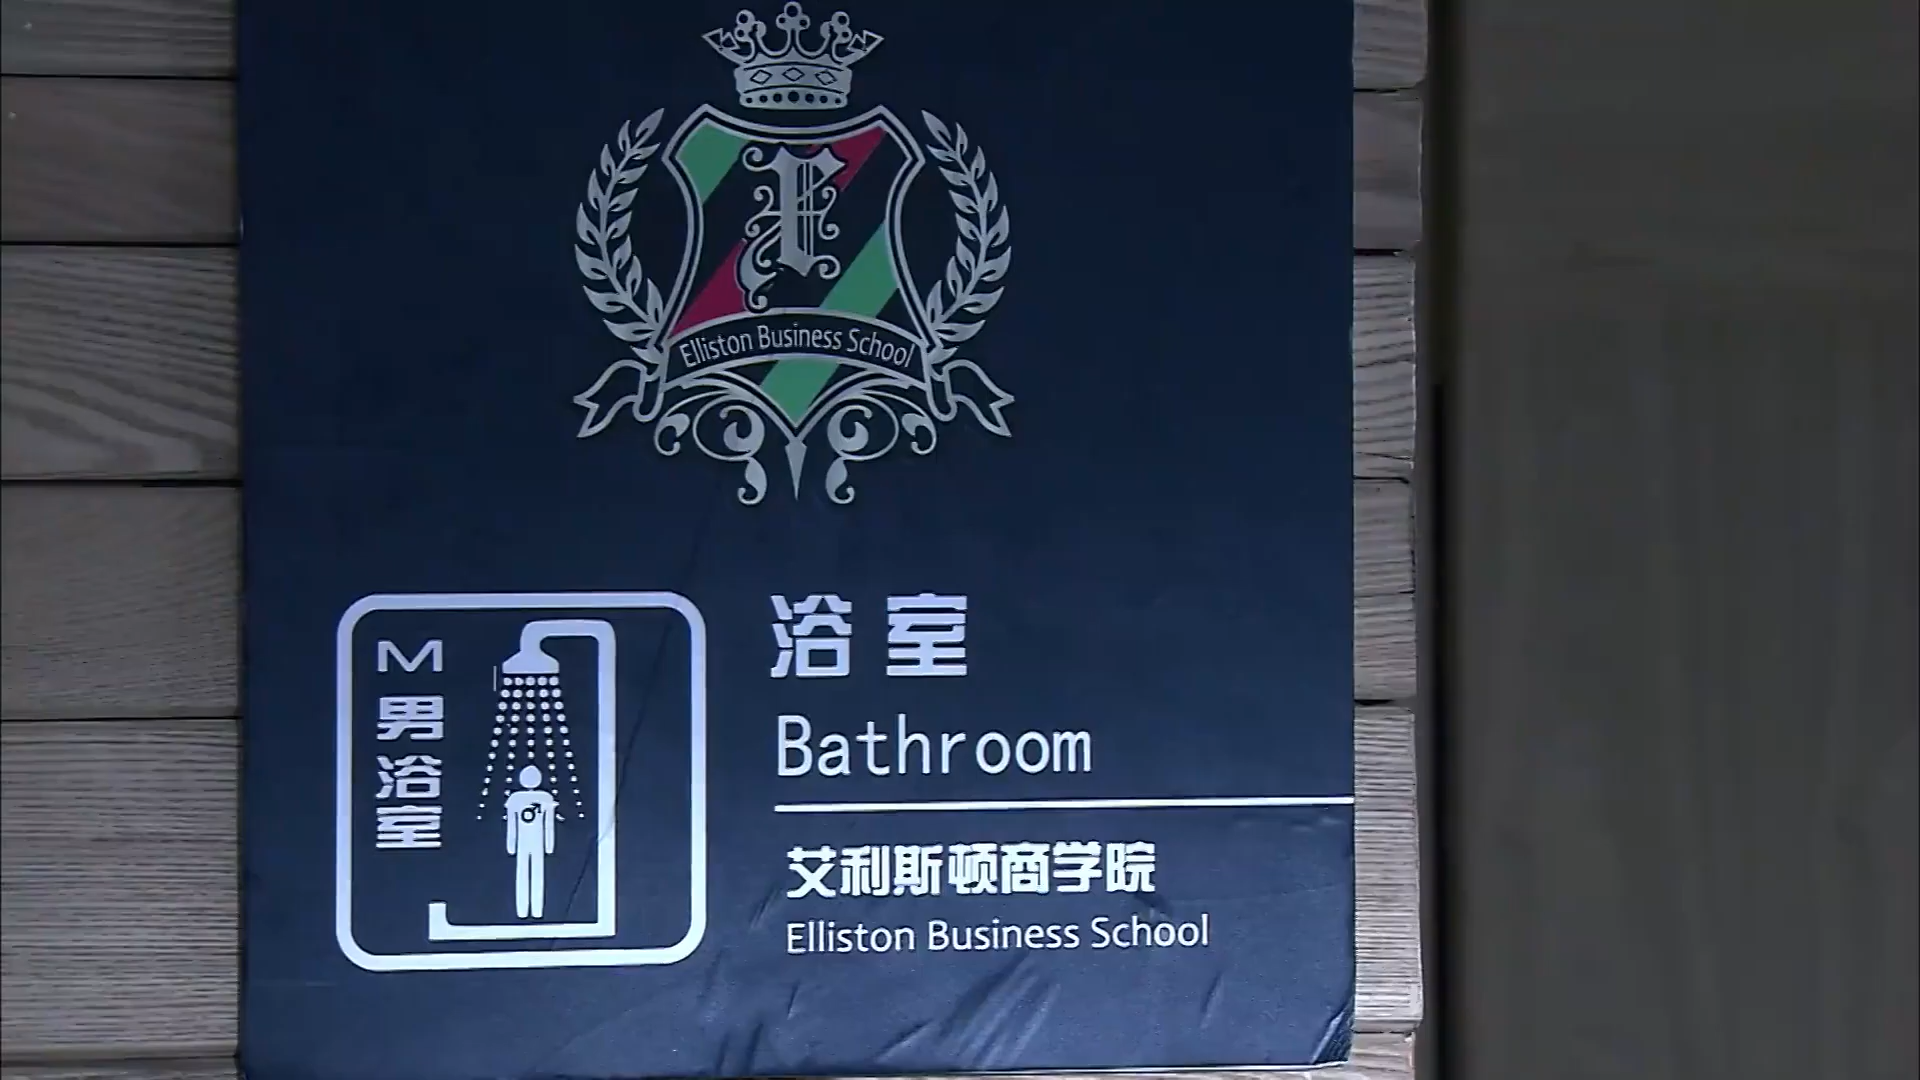 E
Elliston Business School
M
男浴室
浴室
Bathroom
艾利斯顿商学院
Elliston Business School